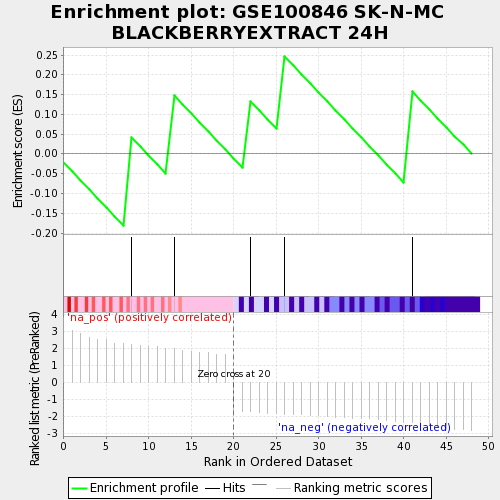 Enrichment plot: GSE100846 SK-N-MC
BLACKBERRYEXTRACT 24H
Enrichment score (ES)
0.25
0.20
0.15
0.10
0.05
0.00
-0.05
-0.10
-0.15
-0.20
'na_pos' (positively correlated)
Zero cross at 20
'na_neg' (negatively correlated)
Ranked list metric (PreRanked)
4
3
2
1
0
-1
-2
-3
0 5 10 15 20 25 30 35 40 45 50
Rank in Ordered Dataset
Enrichment profile Hits Ranking metric scores